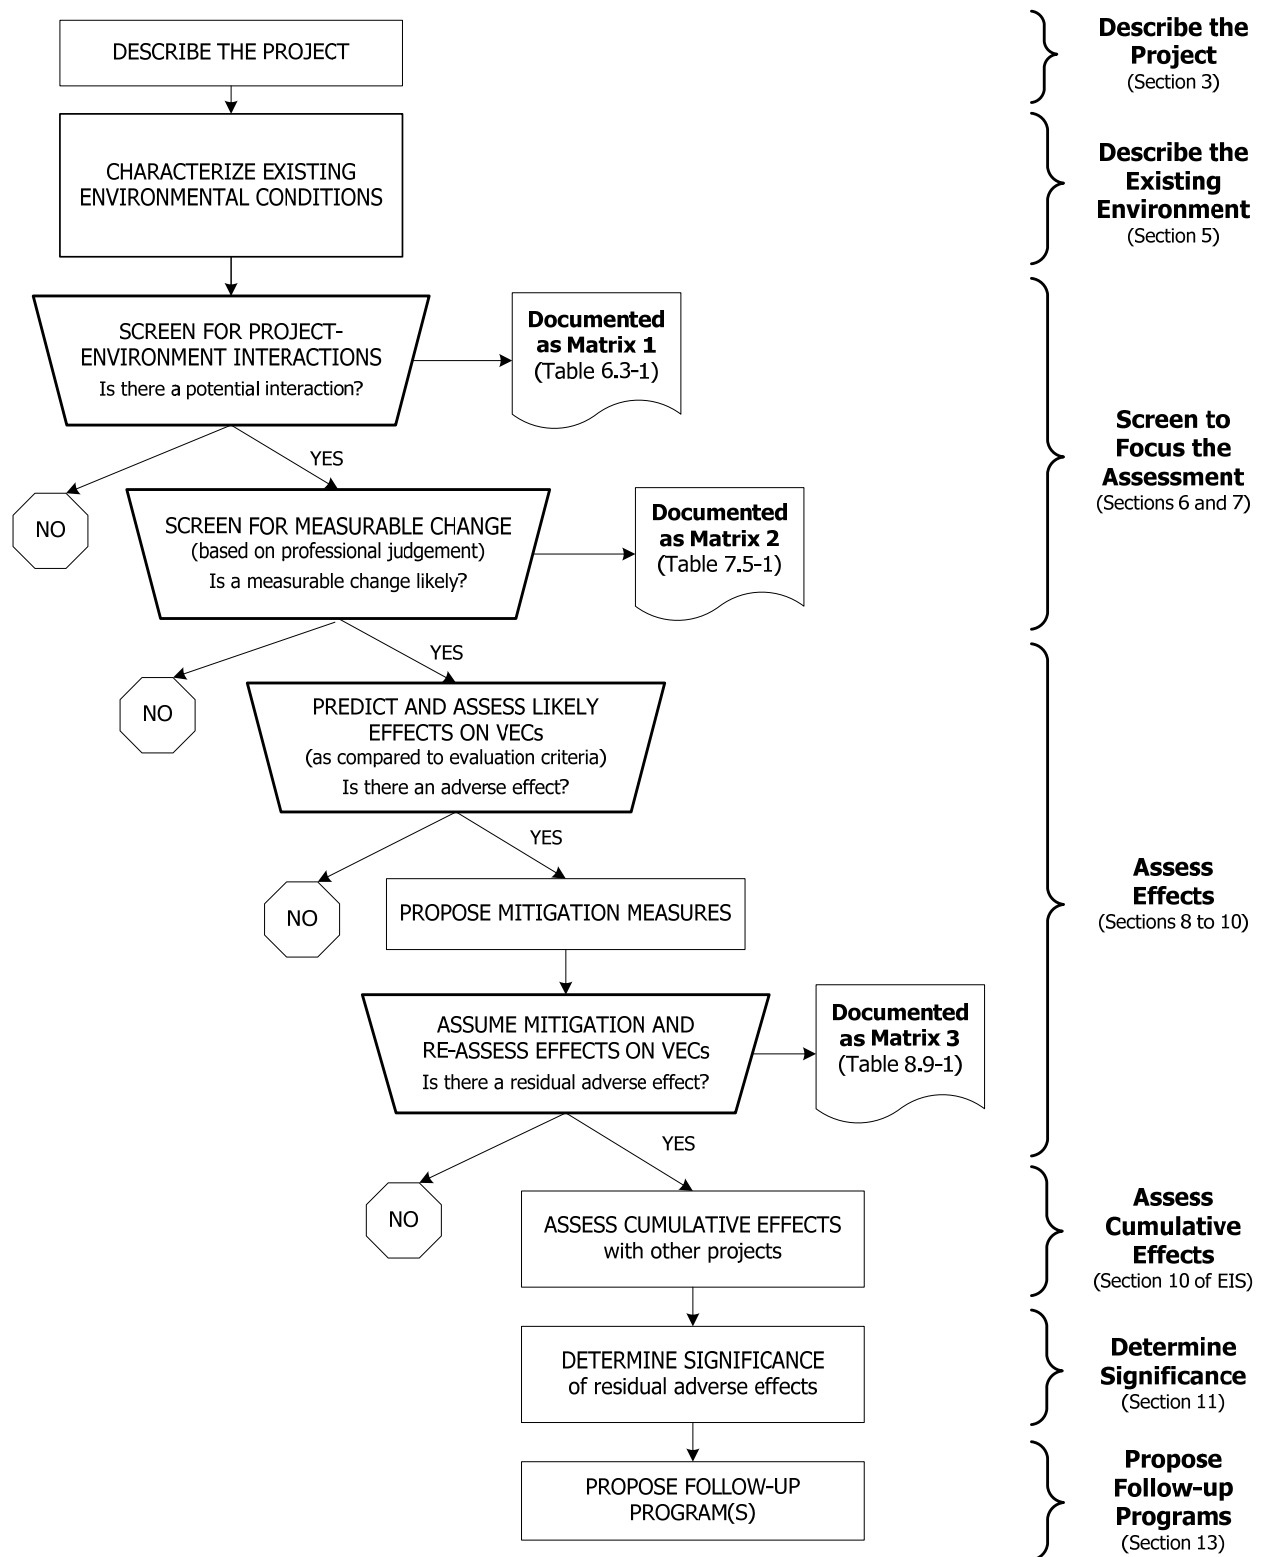 DESCRIBE THE PROJECT
Describe the
Project
(Section 3)
CHARACTERIZE EXISTING
ENVIRONMENTAL CONDITIONS
Describe the
Existing
Environment
(Section 5)
SCREEN FOR PROJECT-
ENVIRONMENT INTERACTIONS
Is there a potential interaction?
Documented
as Matrix 1
(Table 6.3-1)
YES
NO
SCREEN FOR MEASURABLE CHANGE
(based on professional judgement)
Is a measurable change likely?
Documented
as Matrix 2
(Table 7.5-1)
Screen to
Focus the
Assessment
(Sections 6 and 7)
YES
NO
PREDICT AND ASSESS LIKELY
EFFECTS ON VECs
(as compared to evaluation criteria)
Is there an adverse effect?
YES
NO
PROPOSE MITIGATION MEASURES
Assess
Effects
(Sections 8 to 10)
ASSUME MITIGATION AND
RE-ASSESS EFFECTS ON VECs
Is there a residual adverse effect?
Documented
as Matrix 3
(Table 8.9-1)
YES
NO
ASSESS CUMULATIVE EFFECTS
with other projects
Assess
Cumulative
Effects
(Section 10 of EIS)
DETERMINE SIGNIFICANCE
of residual adverse effects
Determine
Significance
(Section 11)
PROPOSE FOLLOW-UP
PROGRAM(S)
Propose
Follow-up
Programs
(Section 13)